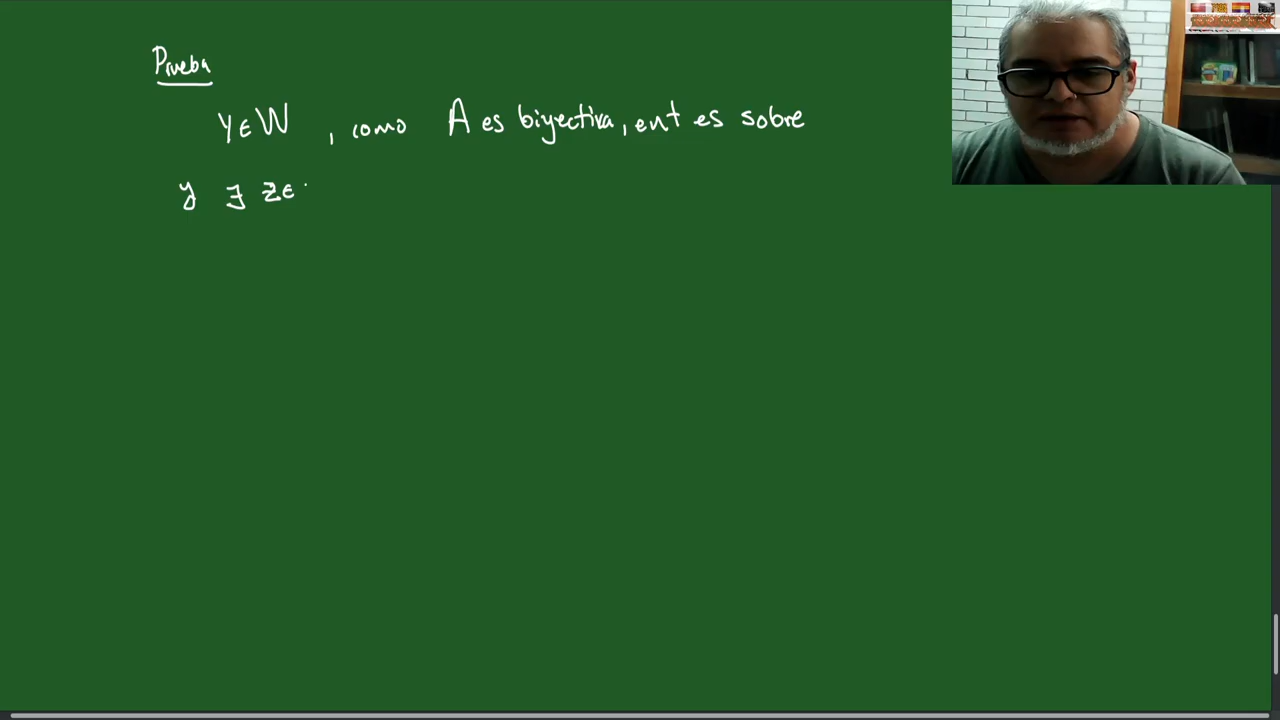 Prueba
y ∈ W , como A es biyectiva, ent es sobre
y ∃ z ∈